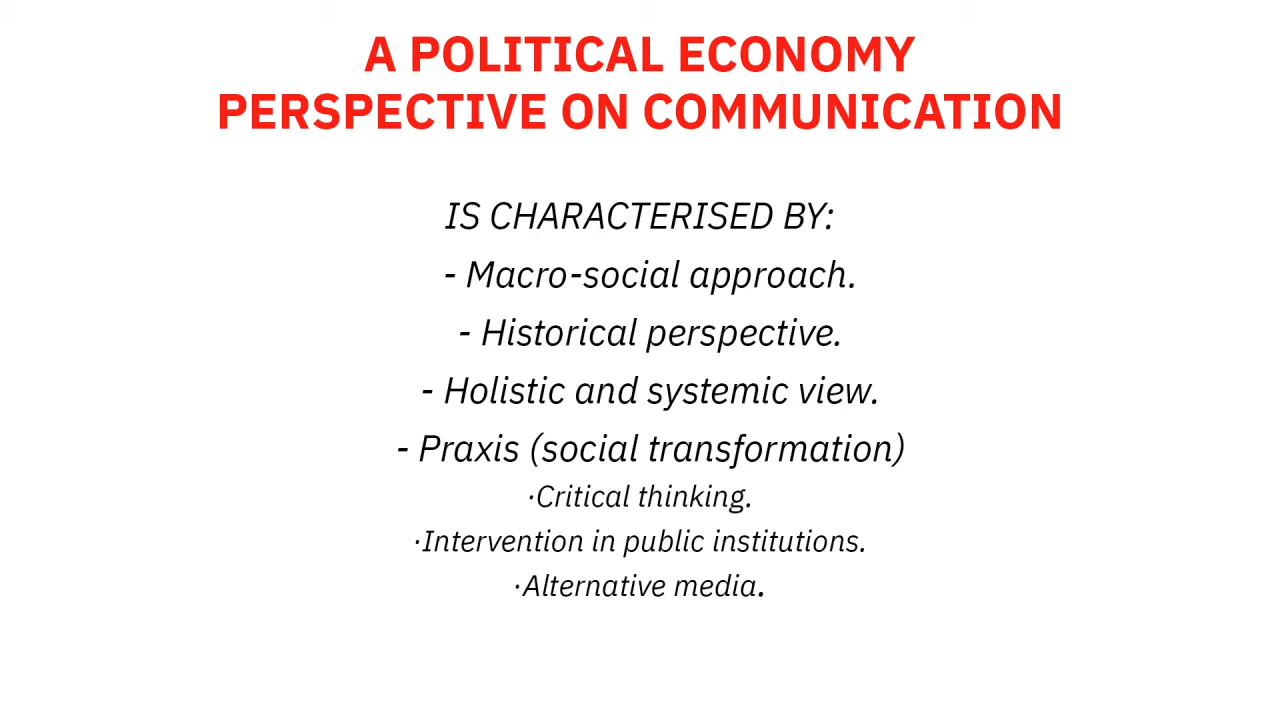 A POLITICAL ECONOMY
PERSPECTIVE ON COMMUNICATION
IS CHARACTERISED BY:
- Macro-social approach.
- Historical perspective.
- Holistic and systemic view.
- Praxis (social transformation)
·Critical thinking.
·Intervention in public institutions.
·Alternative media.